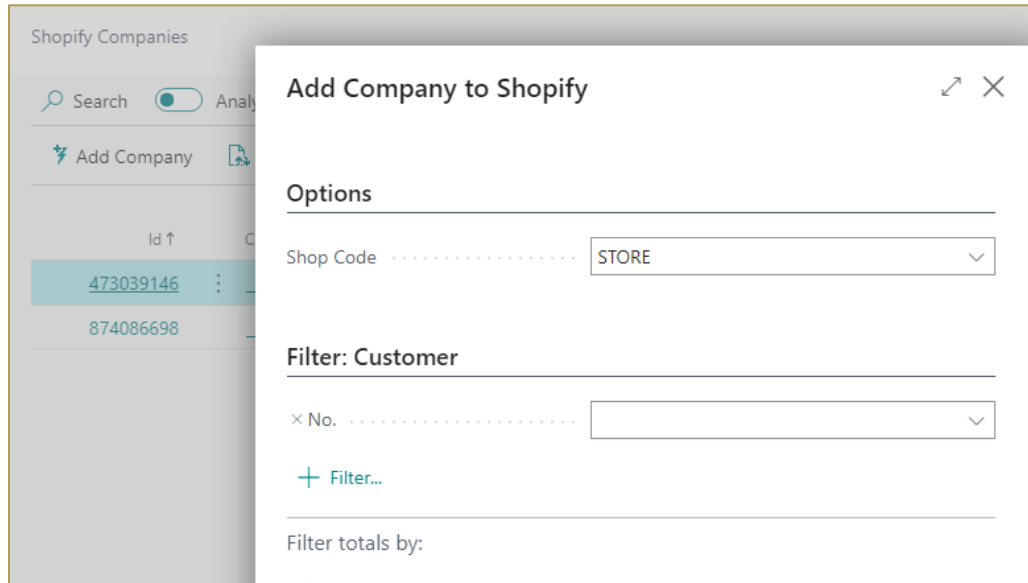 Shopify Companies
Add Company to Shopify
Search Analy
Add Company
Options
Id ↑ C
Shop Code STORE
473039146
874086698
Filter: Customer
× No.
+ Filter...
Filter totals by: